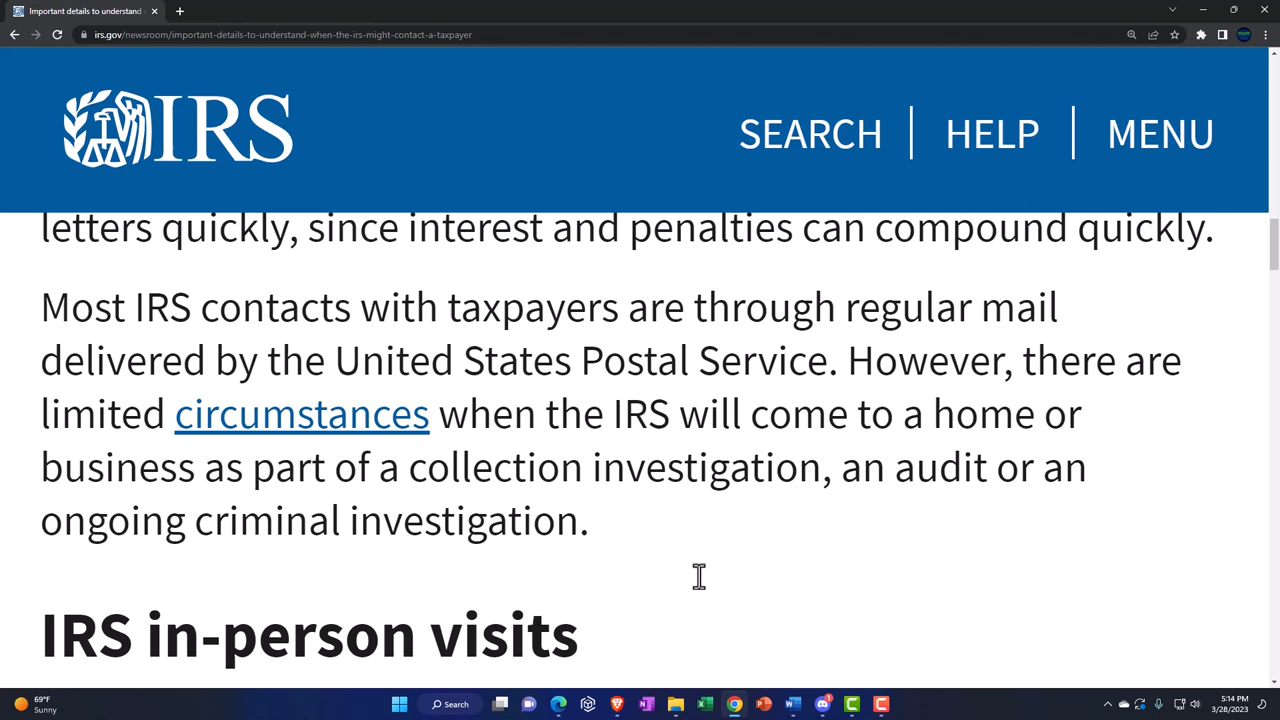 Important details to understand
irs.gov/newsroom/important-details-to-understand-when-the-irs-might-contact-a-taxpayer
IRS
SEARCH | HELP | MENU
letters quickly, since interest and penalties can compound quickly.
Most IRS contacts with taxpayers are through regular mail
delivered by the United States Postal Service. However, there are
limited circumstances when the IRS will come to a home or
business as part of a collection investigation, an audit or an
ongoing criminal investigation.
IRS in-person visits
69°F
Sunny
Search
5:14 PM
3/28/2023